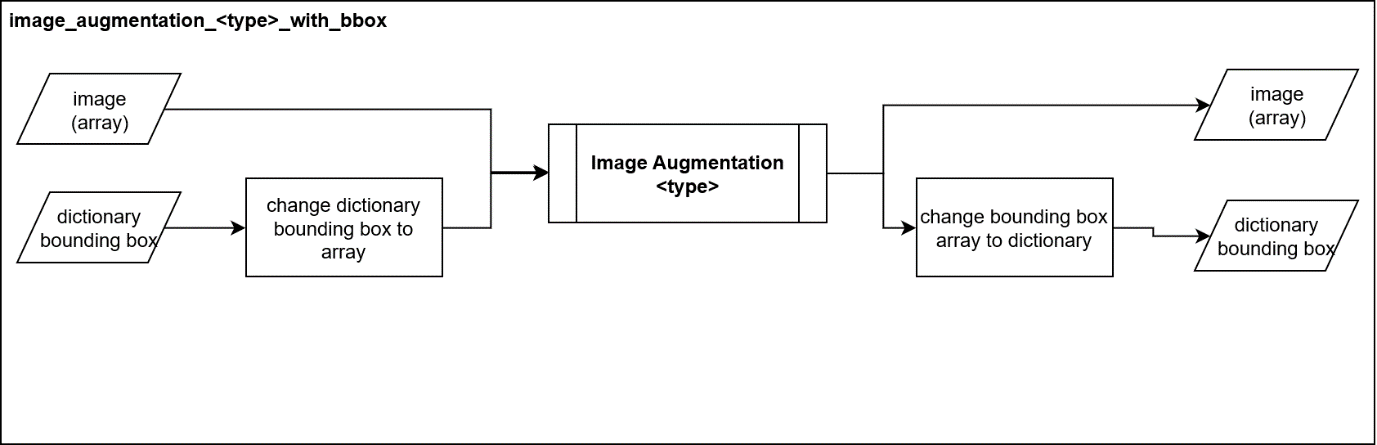 image_augmentation_<type>_with_bbox
image
(array)
dictionary
bounding box
change dictionary
bounding box to
array
Image Augmentation
<type>
image
(array)
change bounding box
array to dictionary
dictionary
bounding box